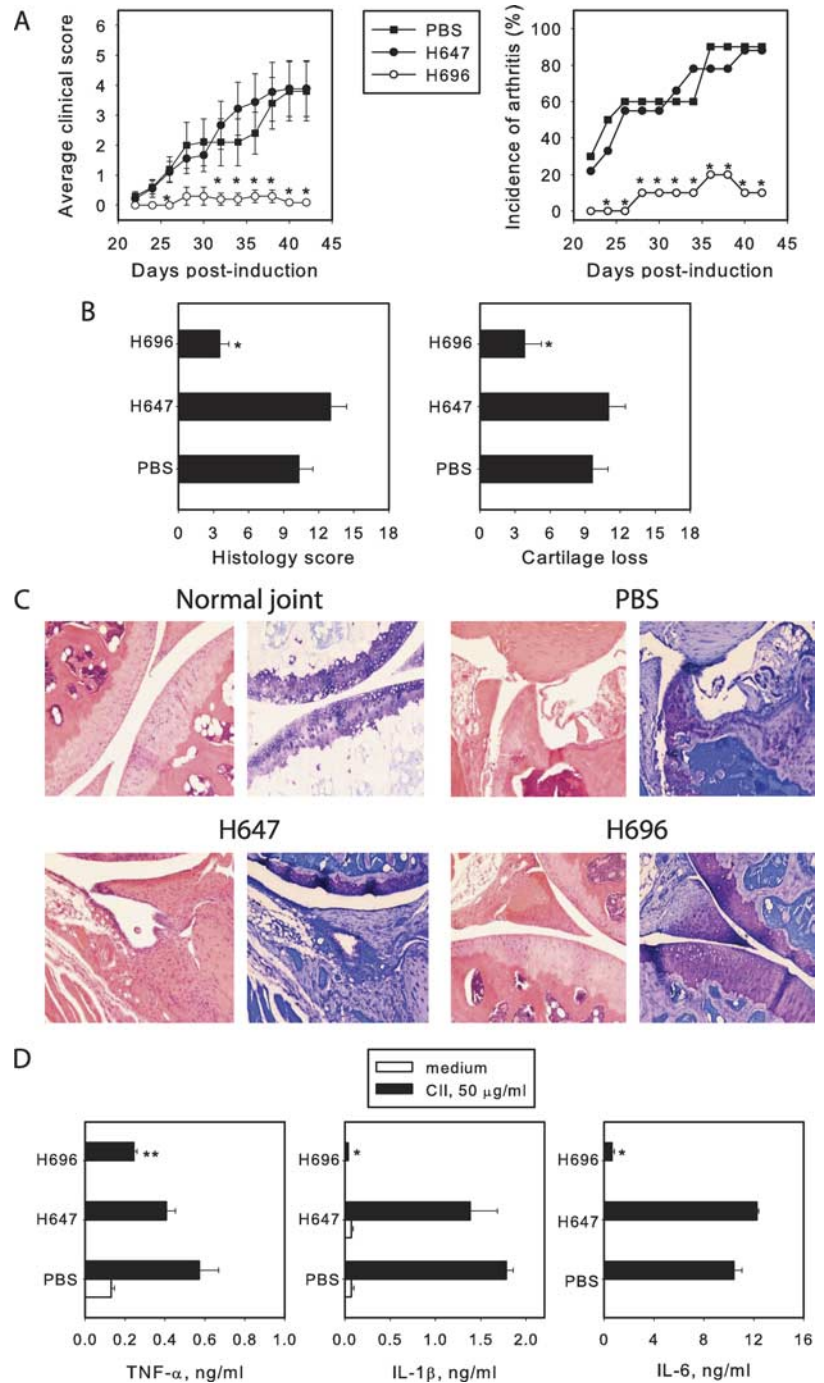 A
6
5
4
3
2
1
0
Average clinical score
20 25 30 35 40 45
Days post-induction
* * * * * * *
PBS
H647
H696
100
80
60
40
20
0
Incidence of arthritis (%)
20 25 30 35 40 45
Days post-induction
* * * * * * * * * *
B
H696
H647
PBS
*
0 3 6 9 12 15 18
Histology score
H696
H647
PBS
*
0 3 6 9 12 15 18
Cartilage loss
C
Normal joint
PBS
H647
H696
D
medium
CII, 50 μg/ml
H696
H647
PBS
**
0.0 0.2 0.4 0.6 0.8 1.0
TNF-α, ng/ml
H696
H647
PBS
*
0.0 0.5 1.0 1.5 2.0
IL-1β, ng/ml
H696
H647
PBS
*
0 4 8 12 16
IL-6, ng/ml